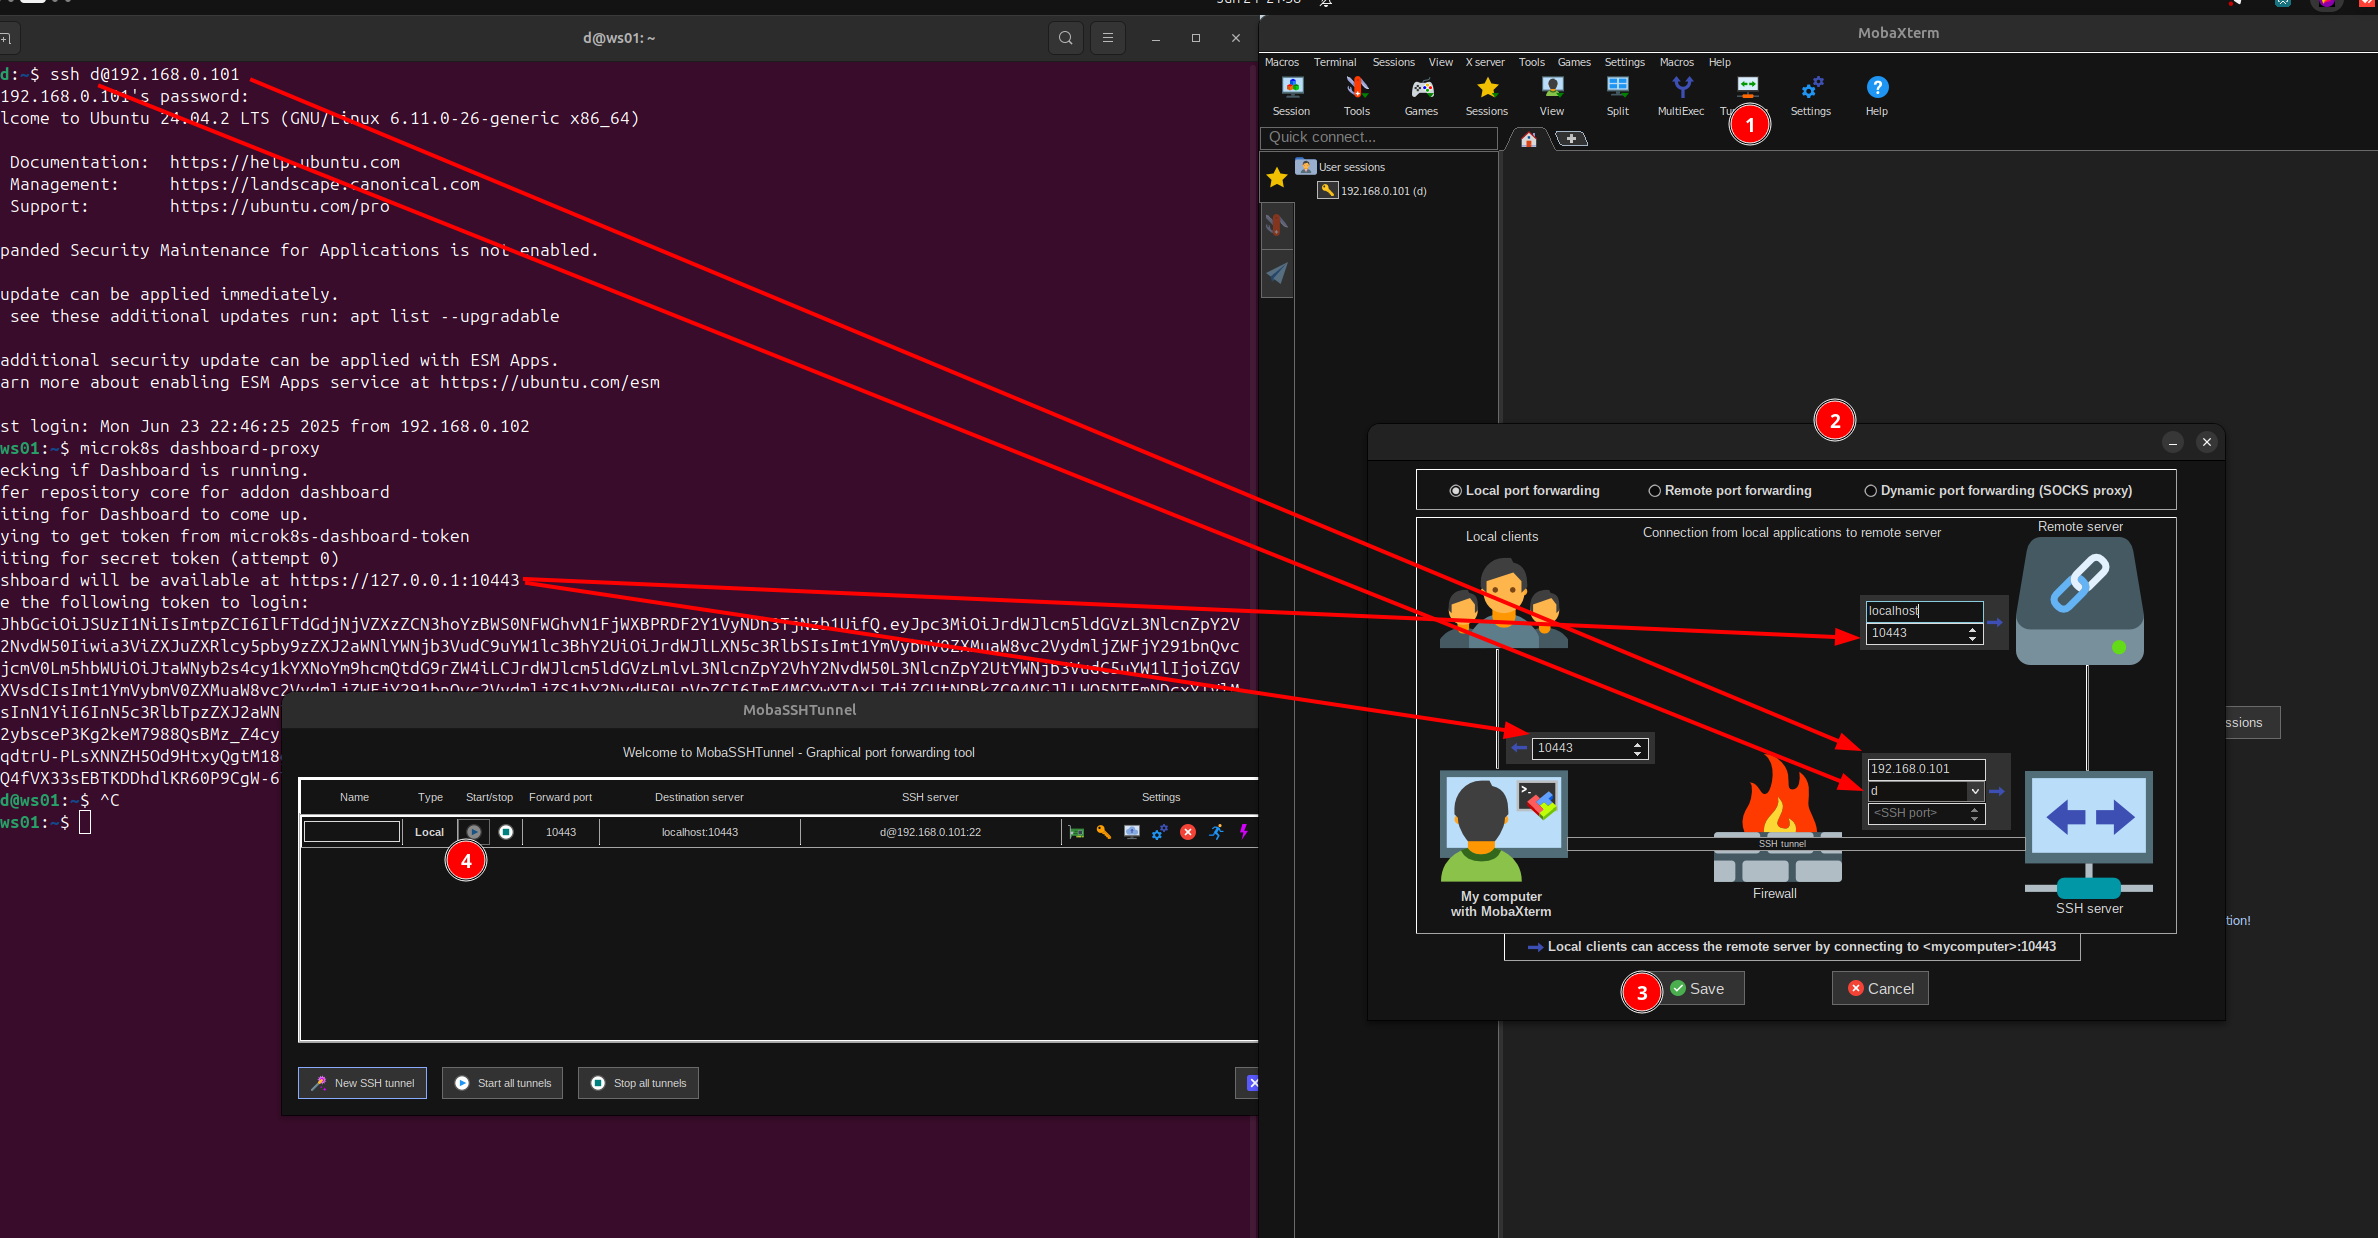 d@ws01: ~
d:~$ ssh d@192.168.0.101
192.168.0.101's password:
lcome to Ubuntu 24.04.2 LTS (GNU/Linux 6.11.0-26-generic x86_64)
Documentation:  https://help.ubuntu.com
Management:     https://landscape.canonical.com
Support:        https://ubuntu.com/pro
panded Security Maintenance for Applications is not enabled.
update can be applied immediately.
see these additional updates run: apt list --upgradable
additional security update can be applied with ESM Apps.
arn more about enabling ESM Apps service at https://ubuntu.com/esm
st login: Mon Jun 23 22:46:25 2025 from 192.168.0.102
ws01:~$ microk8s dashboard-proxy
ecking if Dashboard is running.
fer repository core for addon dashboard
iting for Dashboard to come up.
ying to get token from microk8s-dashboard-token
iting for secret token (attempt 0)
shboard will be available at https://127.0.0.1:10443
e the following token to login:
2ybsceP3Kg2keM7988QsBMz_Z4cy
qdtrU-PLsXNNZH5Od9HtxyQgtM18
Q4fVX33sEBTKDDhdlKR60P9CgW-6
d@ws01:~$ ^C
ws01:~$
MobaSSHTunnel
Welcome to MobaSSHTunnel - Graphical port forwarding tool
Name Type Start/stop Forward port Destination server SSH server Settings
Local 10443 localhost:10443 d@192.168.0.101:22
4
New SSH tunnel Start all tunnels Stop all tunnels
MobaXterm
Macros Terminal Sessions View X server Tools Games Settings Macros Help
Session Tools Games Sessions View Split MultiExec Settings Help
1
Quick connect...
User sessions
192.168.0.101 (d)
2
Local port forwarding Remote port forwarding Dynamic port forwarding (SOCKS proxy)
Local clients
Connection from local applications to remote server
Remote server
localhost
10443
10443
192.168.0.101
d
<SSH port>
SSH tunnel
Firewall
My computer
with MobaXterm
SSH server
Local clients can access the remote server by connecting to <mycomputer>:10443
3
Save Cancel
ssions
tion!